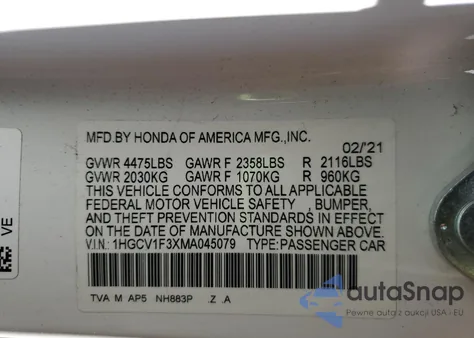 MFD.BY HONDA OF AMERICA MFG.,INC. 02/'21
GVWR 4475LBS GAWR F 2358LBS R 2116LBS
GVWR 2030KG GAWR F 1070KG R 960KG
THIS VEHICLE CONFORMS TO ALL APPLICABLE
FEDERAL MOTOR VEHICLE SAFETY , BUMPER,
AND THEFT PREVENTION STANDARDS IN EFFECT
ON THE DATE OF MANUFACTURE SHOWN ABOVE.
V.I.N: 1HGCV1F3XMA045079 TYPE:PASSENGER CAR
TVA M AP5 NH883P .Z .A
VE
autoSnap
Pewne auta z aukcji USA - EU